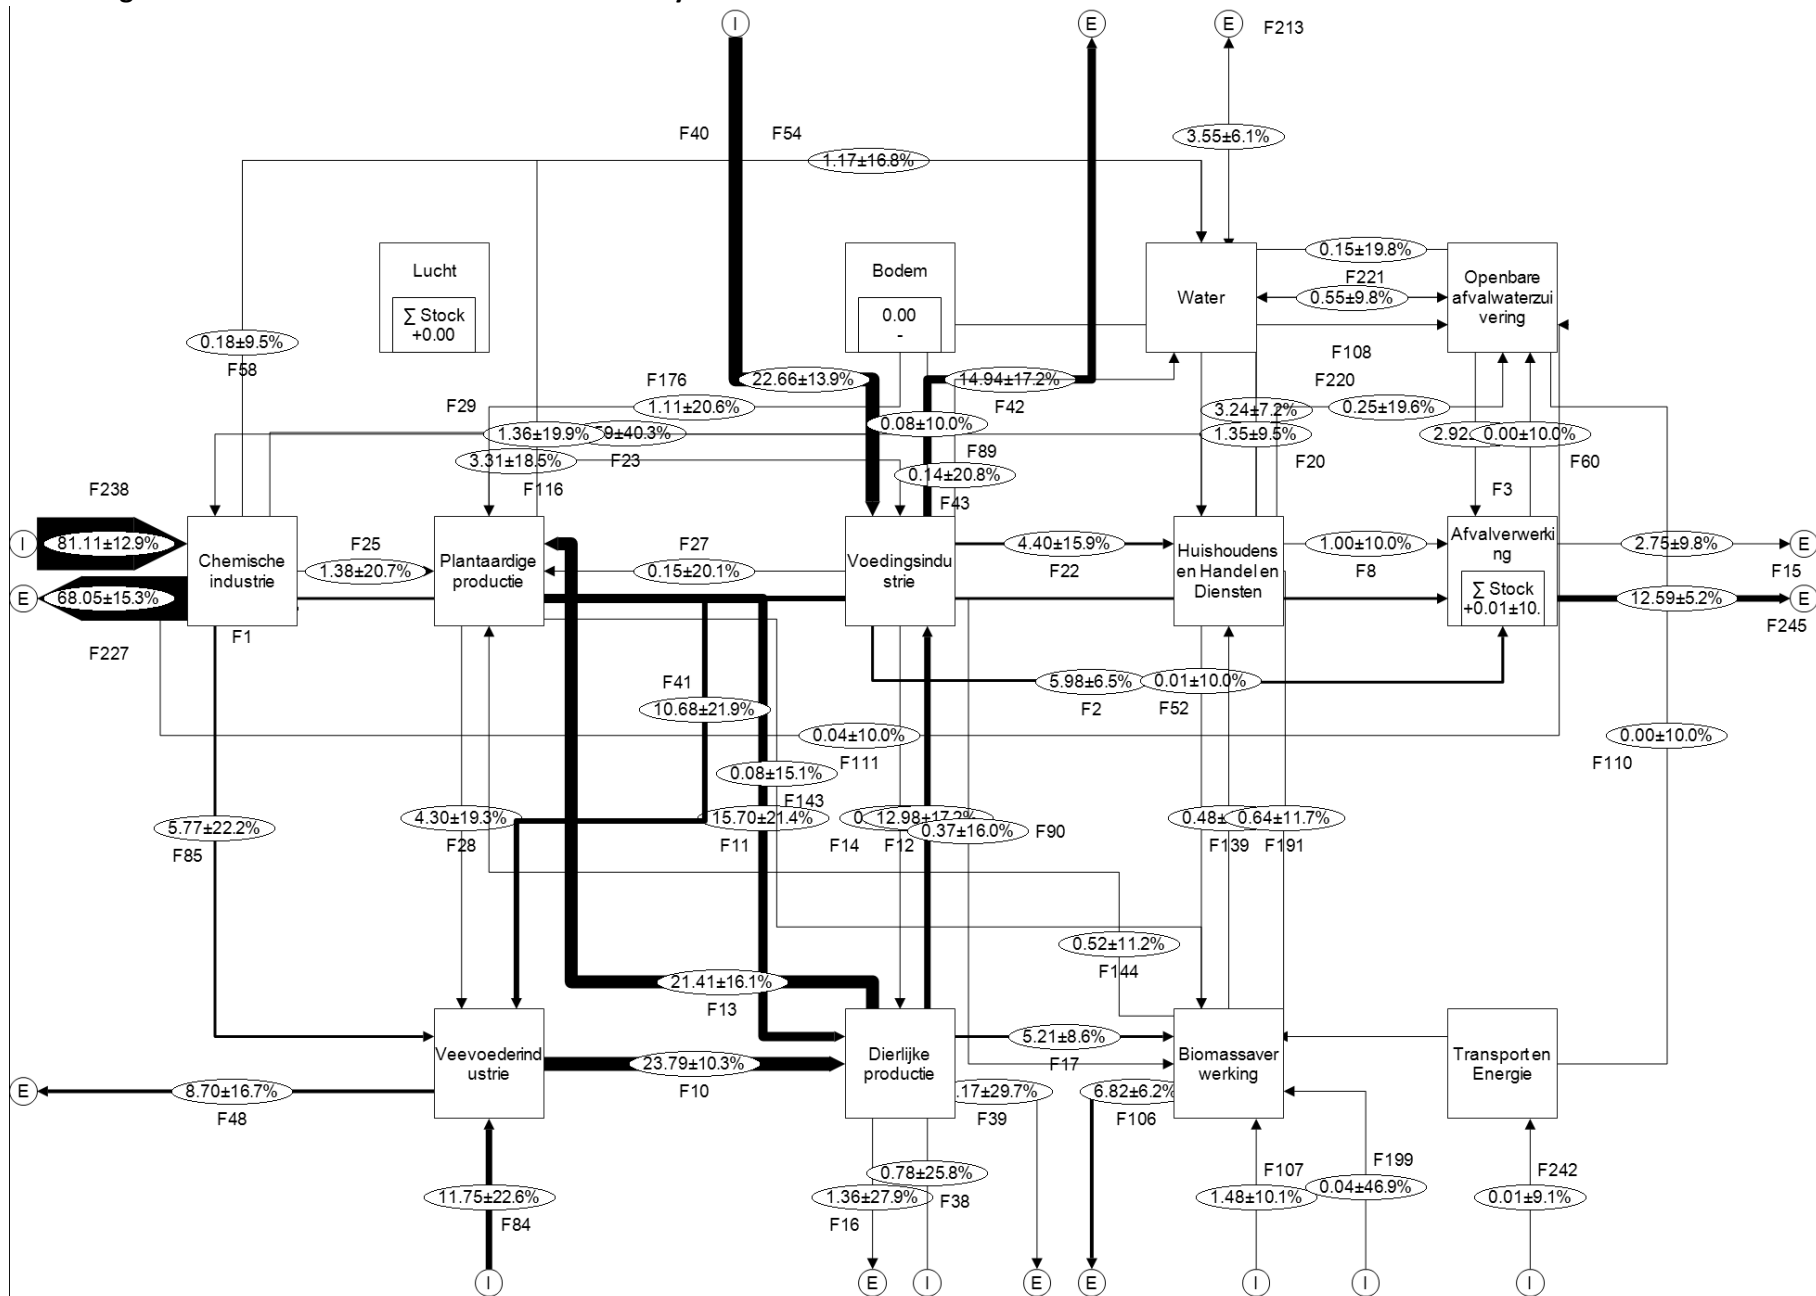 I
E
E
F213
F40
F54
3.55±6.1%
1.17±16.8%
Lucht
∑ Stock
+0.00
Bodem
0.00
-
Water
0.15±19.8%
F221
0.55±9.8%
Openbare
afvalwaterzui
vering
0.18±9.5%
F58
F176
22.66±13.9%
14.94±17.2%
F108
F220
F29
1.11±20.6%
F42
3.24±7.2%
0.25±19.6%
0.08±10.0%
1.36±19.9%
9±40.3%
1.35±9.5%
2.92
0.00±10.0%
3.31±18.5%
F23
F89
F20
F60
F116
0.14±20.8%
F43
F3
F238
I
81.11±12.9%
Chemische
industrie
F25
1.38±20.7%
Plantaardige
productie
F27
0.15±20.1%
Voedingsindu
strie
4.40±15.9%
F22
Huishoudens
en Handel en
Diensten
1.00±10.0%
F8
Afvalverwerki
ng
∑ Stock
+0.01±10.
2.75±9.8%
E
F15
E
68.05±15.3%
F1
F227
12.59±5.2%
E
F245
F41
10.68±21.9%
5.98±6.5%
0.01±10.0%
F2
F52
0.04±10.0%
F111
0.00±10.0%
F110
0.08±15.1%
F143
5.77±22.2%
F85
4.30±19.3%
F28
15.70±21.4%
F11
0.
12.98±17.2%
0.37±16.0%
F90
F14
F12
0.48±
0.64±11.7%
F139
F191
0.52±11.2%
F144
21.41±16.1%
F13
Veevoederind
ustrie
23.79±10.3%
F10
Dierlijke
productie
5.21±8.6%
F17
Biomassaver
werking
Transport en
Energie
E
8.70±16.7%
F48
.17±29.7%
F39
6.82±6.2%
F106
11.75±22.6%
F84
0.78±25.8%
F38
1.36±27.9%
F16
F107
1.48±10.1%
F199
0.04±46.9%
F242
0.01±9.1%
I
E
I
E
E
I
I
I